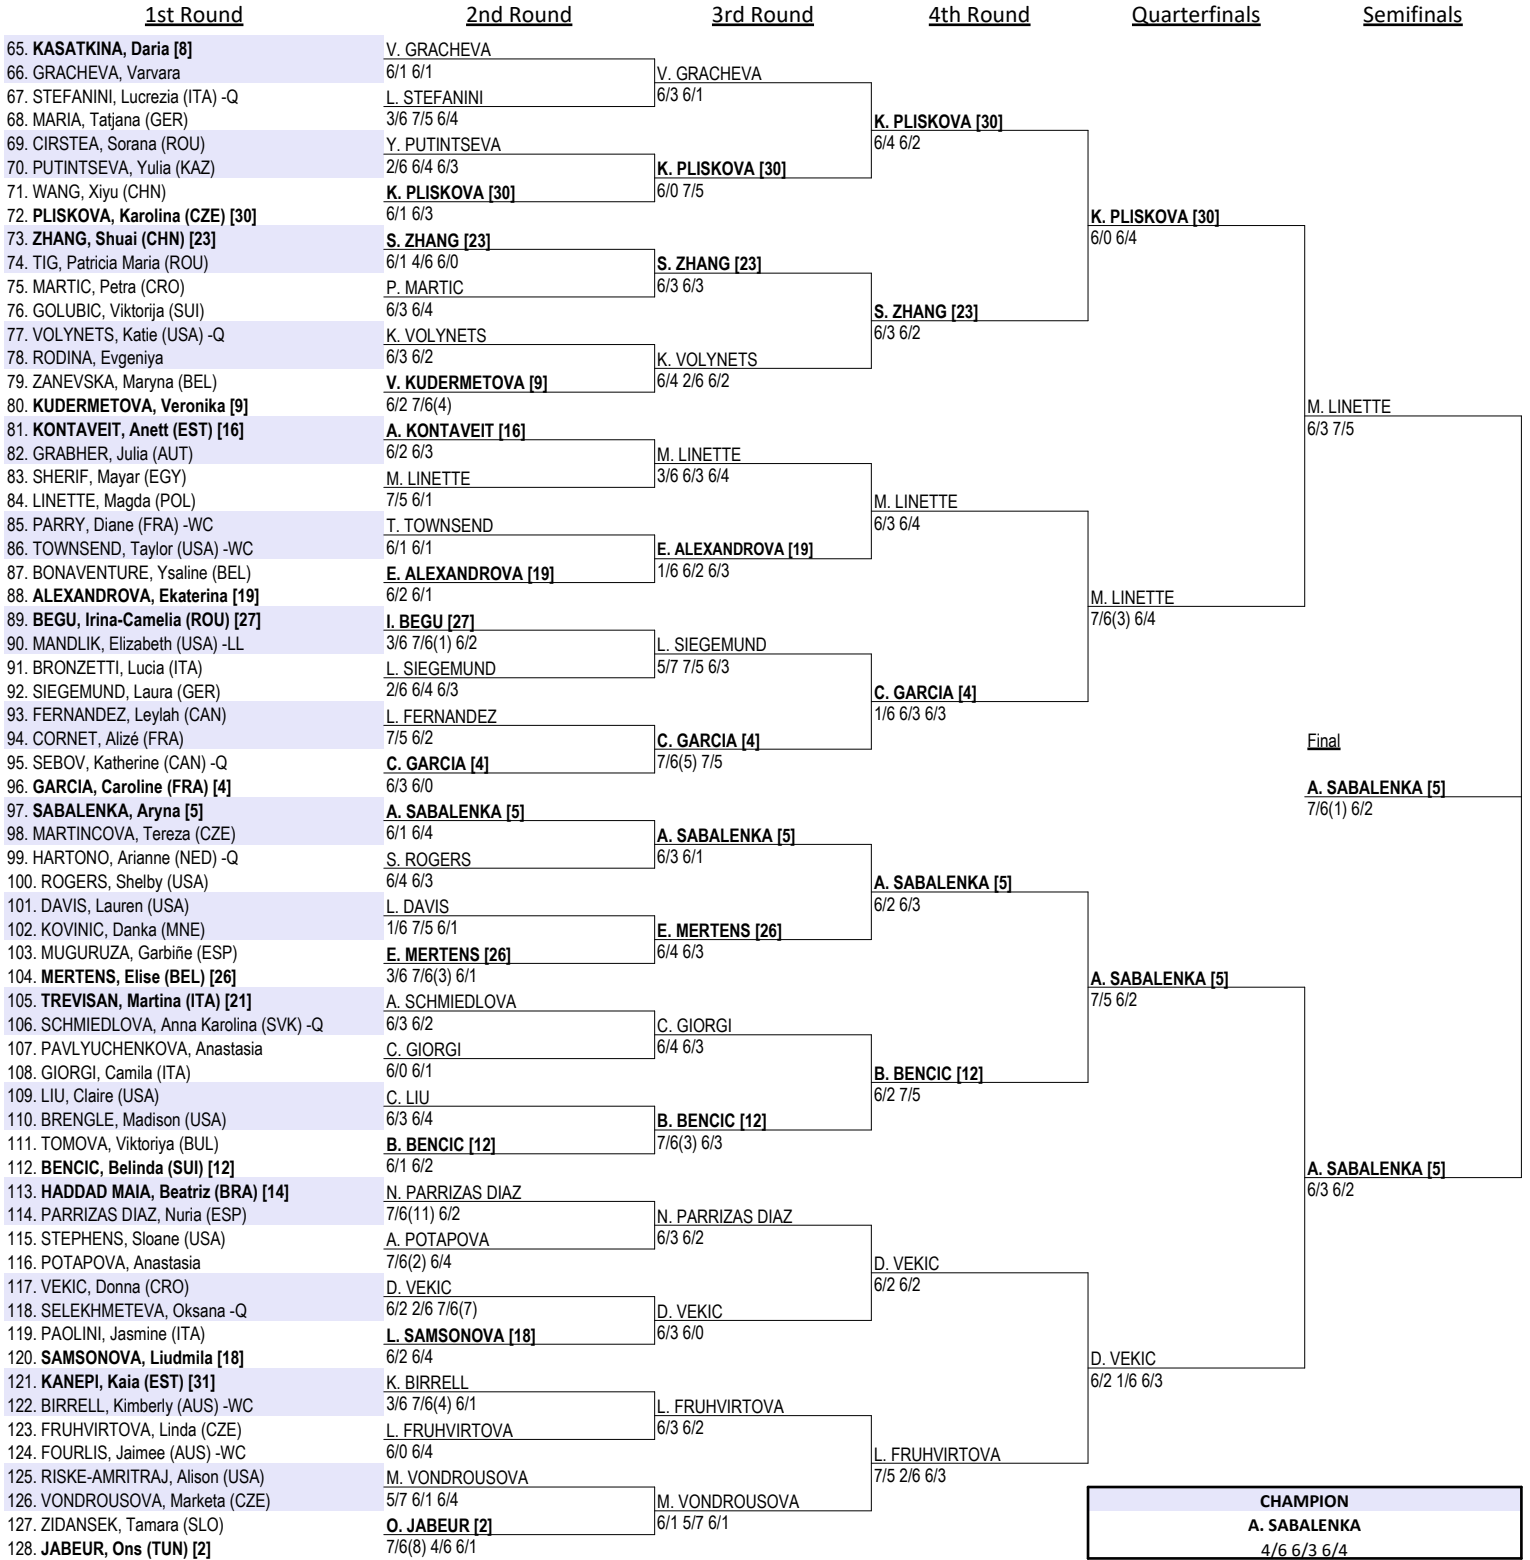 1st Round
2nd Round
3rd Round
4th Round
Quarterfinals
Semifinals
65. KASATKINA, Daria [8]
66. GRACHEVA, Varvara
67. STEFANINI, Lucrezia (ITA) -Q
68. MARIA, Tatjana (GER)
69. CIRSTEA, Sorana (ROU)
70. PUTINTSEVA, Yulia (KAZ)
71. WANG, Xiyu (CHN)
72. PLISKOVA, Karolina (CZE) [30]
73. ZHANG, Shuai (CHN) [23]
74. TIG, Patricia Maria (ROU)
75. MARTIC, Petra (CRO)
76. GOLUBIC, Viktorija (SUI)
77. VOLYNETS, Katie (USA) -Q
78. RODINA, Evgeniya
79. ZANEVSKA, Maryna (BEL)
80. KUDERMETOVA, Veronika [9]
81. KONTAVEIT, Anett (EST) [16]
82. GRABHER, Julia (AUT)
83. SHERIF, Mayar (EGY)
84. LINETTE, Magda (POL)
85. PARRY, Diane (FRA) -WC
86. TOWNSEND, Taylor (USA) -WC
87. BONAVENTURE, Ysaline (BEL)
88. ALEXANDROVA, Ekaterina [19]
89. BEGU, Irina-Camelia (ROU) [27]
90. MANDLIK, Elizabeth (USA) -LL
91. BRONZETTI, Lucia (ITA)
92. SIEGEMUND, Laura (GER)
93. FERNANDEZ, Leylah (CAN)
94. CORNET, Alizé (FRA)
95. SEBOV, Katherine (CAN) -Q
96. GARCIA, Caroline (FRA) [4]
97. SABALENKA, Aryna [5]
98. MARTINCOVA, Tereza (CZE)
99. HARTONO, Arianne (NED) -Q
100. ROGERS, Shelby (USA)
101. DAVIS, Lauren (USA)
102. KOVINIC, Danka (MNE)
103. MUGURUZA, Garbiñe (ESP)
104. MERTENS, Elise (BEL) [26]
105. TREVISAN, Martina (ITA) [21]
106. SCHMIEDLOVA, Anna Karolina (SVK) -Q
107. PAVLYUCHENKOVA, Anastasia
108. GIORGI, Camila (ITA)
109. LIU, Claire (USA)
110. BRENGLE, Madison (USA)
111. TOMOVA, Viktoriya (BUL)
112. BENCIC, Belinda (SUI) [12]
113. HADDAD MAIA, Beatriz (BRA) [14]
114. PARRIZAS DIAZ, Nuria (ESP)
115. STEPHENS, Sloane (USA)
116. POTAPOVA, Anastasia
117. VEKIC, Donna (CRO)
118. SELEKHMETEVA, Oksana -Q
119. PAOLINI, Jasmine (ITA)
120. SAMSONOVA, Liudmila [18]
121. KANEPI, Kaia (EST) [31]
122. BIRRELL, Kimberly (AUS) -WC
123. FRUHVIRTOVA, Linda (CZE)
124. FOURLIS, Jaimee (AUS) -WC
125. RISKE-AMRITRAJ, Alison (USA)
126. VONDROUSOVA, Marketa (CZE)
127. ZIDANSEK, Tamara (SLO)
128. JABEUR, Ons (TUN) [2]
V. GRACHEVA
6/1 6/1
L. STEFANINI
3/6 7/5 6/4
Y. PUTINTSEVA
2/6 6/4 6/3
K. PLISKOVA [30]
6/1 6/3
S. ZHANG [23]
6/1 4/6 6/0
P. MARTIC
6/3 6/4
K. VOLYNETS
6/3 6/2
V. KUDERMETOVA [9]
6/2 7/6(4)
A. KONTAVEIT [16]
6/2 6/3
M. LINETTE
7/5 6/1
T. TOWNSEND
6/1 6/1
E. ALEXANDROVA [19]
6/2 6/1
I. BEGU [27]
3/6 7/6(1) 6/2
L. SIEGEMUND
2/6 6/4 6/3
L. FERNANDEZ
7/5 6/2
C. GARCIA [4]
6/3 6/0
A. SABALENKA [5]
6/1 6/4
S. ROGERS
6/4 6/3
L. DAVIS
1/6 7/5 6/1
E. MERTENS [26]
3/6 7/6(3) 6/1
A. SCHMIEDLOVA
6/3 6/2
C. GIORGI
6/0 6/1
C. LIU
6/3 6/4
B. BENCIC [12]
6/1 6/2
N. PARRIZAS DIAZ
7/6(11) 6/2
A. POTAPOVA
7/6(2) 6/4
D. VEKIC
6/2 2/6 7/6(7)
L. SAMSONOVA [18]
6/2 6/4
K. BIRRELL
3/6 7/6(4) 6/1
L. FRUHVIRTOVA
6/0 6/4
M. VONDROUSOVA
5/7 6/1 6/4
O. JABEUR [2]
7/6(8) 4/6 6/1
V. GRACHEVA
6/3 6/1
K. PLISKOVA [30]
6/0 7/5
S. ZHANG [23]
6/3 6/3
K. VOLYNETS
6/4 2/6 6/2
M. LINETTE
3/6 6/3 6/4
E. ALEXANDROVA [19]
1/6 6/2 6/3
L. SIEGEMUND
5/7 7/5 6/3
C. GARCIA [4]
7/6(5) 7/5
A. SABALENKA [5]
6/3 6/1
E. MERTENS [26]
6/4 6/3
C. GIORGI
6/4 6/3
B. BENCIC [12]
7/6(3) 6/3
N. PARRIZAS DIAZ
6/3 6/2
D. VEKIC
6/3 6/0
L. FRUHVIRTOVA
6/3 6/2
M. VONDROUSOVA
6/1 5/7 6/1
K. PLISKOVA [30]
6/4 6/2
S. ZHANG [23]
6/3 6/2
M. LINETTE
6/3 6/4
C. GARCIA [4]
1/6 6/3 6/3
A. SABALENKA [5]
6/2 6/3
B. BENCIC [12]
6/2 7/5
D. VEKIC
6/2 6/2
L. FRUHVIRTOVA
7/5 2/6 6/3
K. PLISKOVA [30]
6/0 6/4
M. LINETTE
7/6(3) 6/4
A. SABALENKA [5]
7/5 6/2
D. VEKIC
6/2 1/6 6/3
M. LINETTE
6/3 7/5
Final
A. SABALENKA [5]
7/6(1) 6/2
A. SABALENKA [5]
6/3 6/2
CHAMPION
A. SABALENKA
4/6 6/3 6/4